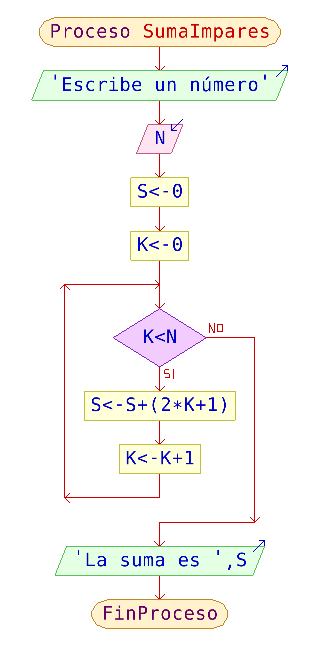 Proceso SumaImpares
'Escribe un número'
N
S<-0
K<-0
K<N
NO
SI
S<-S+(2*K+1)
K<-K+1
'La suma es ',S
FinProceso